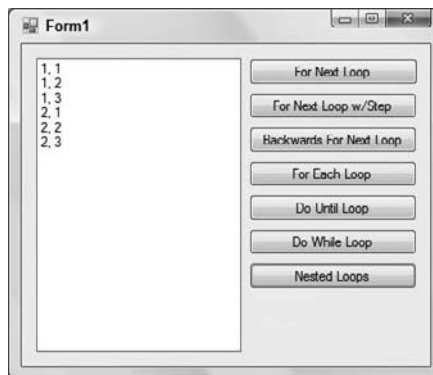 Form1
1, 1
1, 2
1, 3
2, 1
2, 2
2, 3
For Next Loop
For Next Loop w/Step
Backwards For Next Loop
For Each Loop
Do Until Loop
Do While Loop
Nested Loops